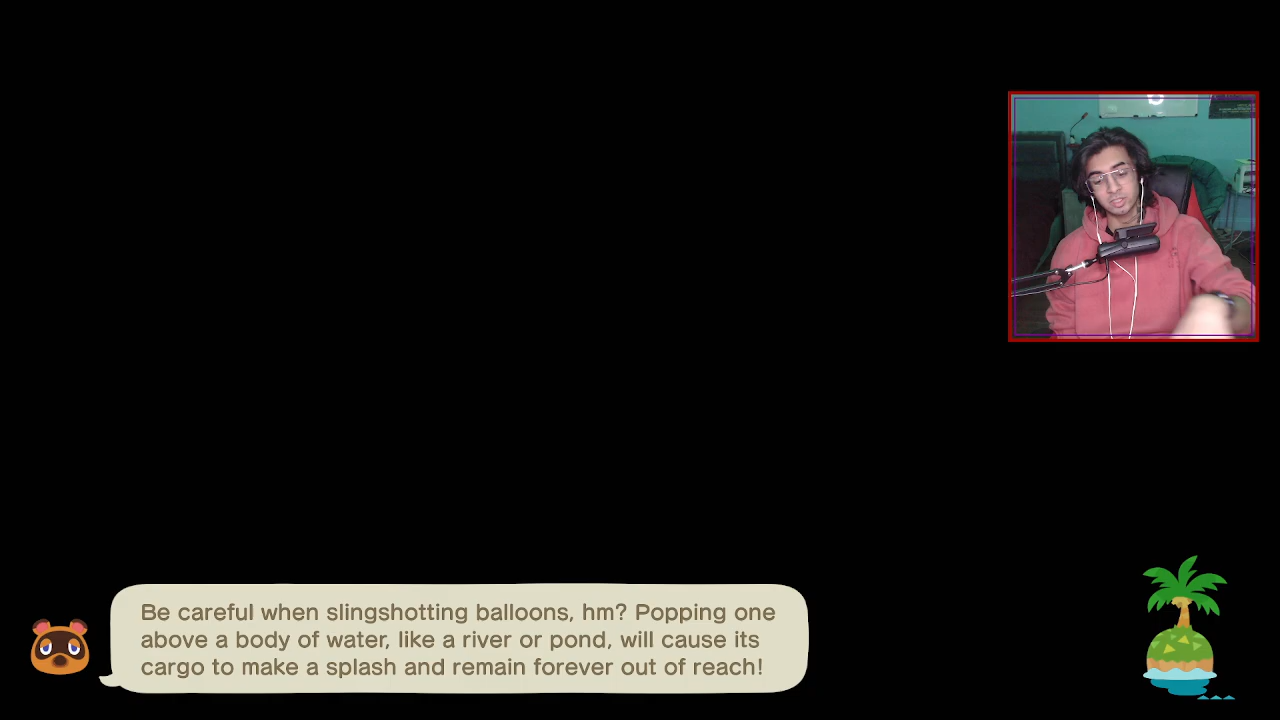 Be careful when slingshotting balloons, hm? Popping one
above a body of water, like a river or pond, will cause its
cargo to make a splash and remain forever out of reach!